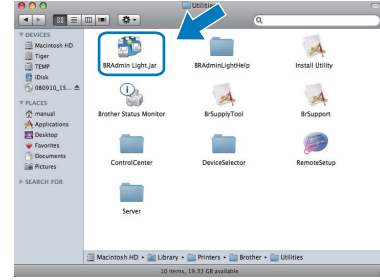 Utilities
DEVICES
Macintosh HD
Tiger
TEMP
iDisk
080910_15...
PLACES
manual
Applications
Desktop
Favorites
Documents
Pictures
SEARCH FOR
BRAdmin Light.jar
BRAdminLightHelp
Install Utility
Brother Status Monitor
BrSupplyTool
BrSupport
ControlCenter
DeviceSelector
RemoteSetup
Server
Macintosh HD ▸ Library ▸ Printers ▸ Brother ▸ Utilities
10 items, 19.33 GB available